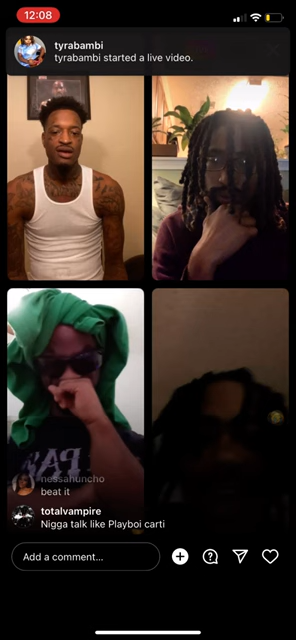 12:08
tyrabambi
tyrabambi started a live video.
nessahuncho
beat it
totalvampire
Nigga talk like Playboi carti
Add a comment...